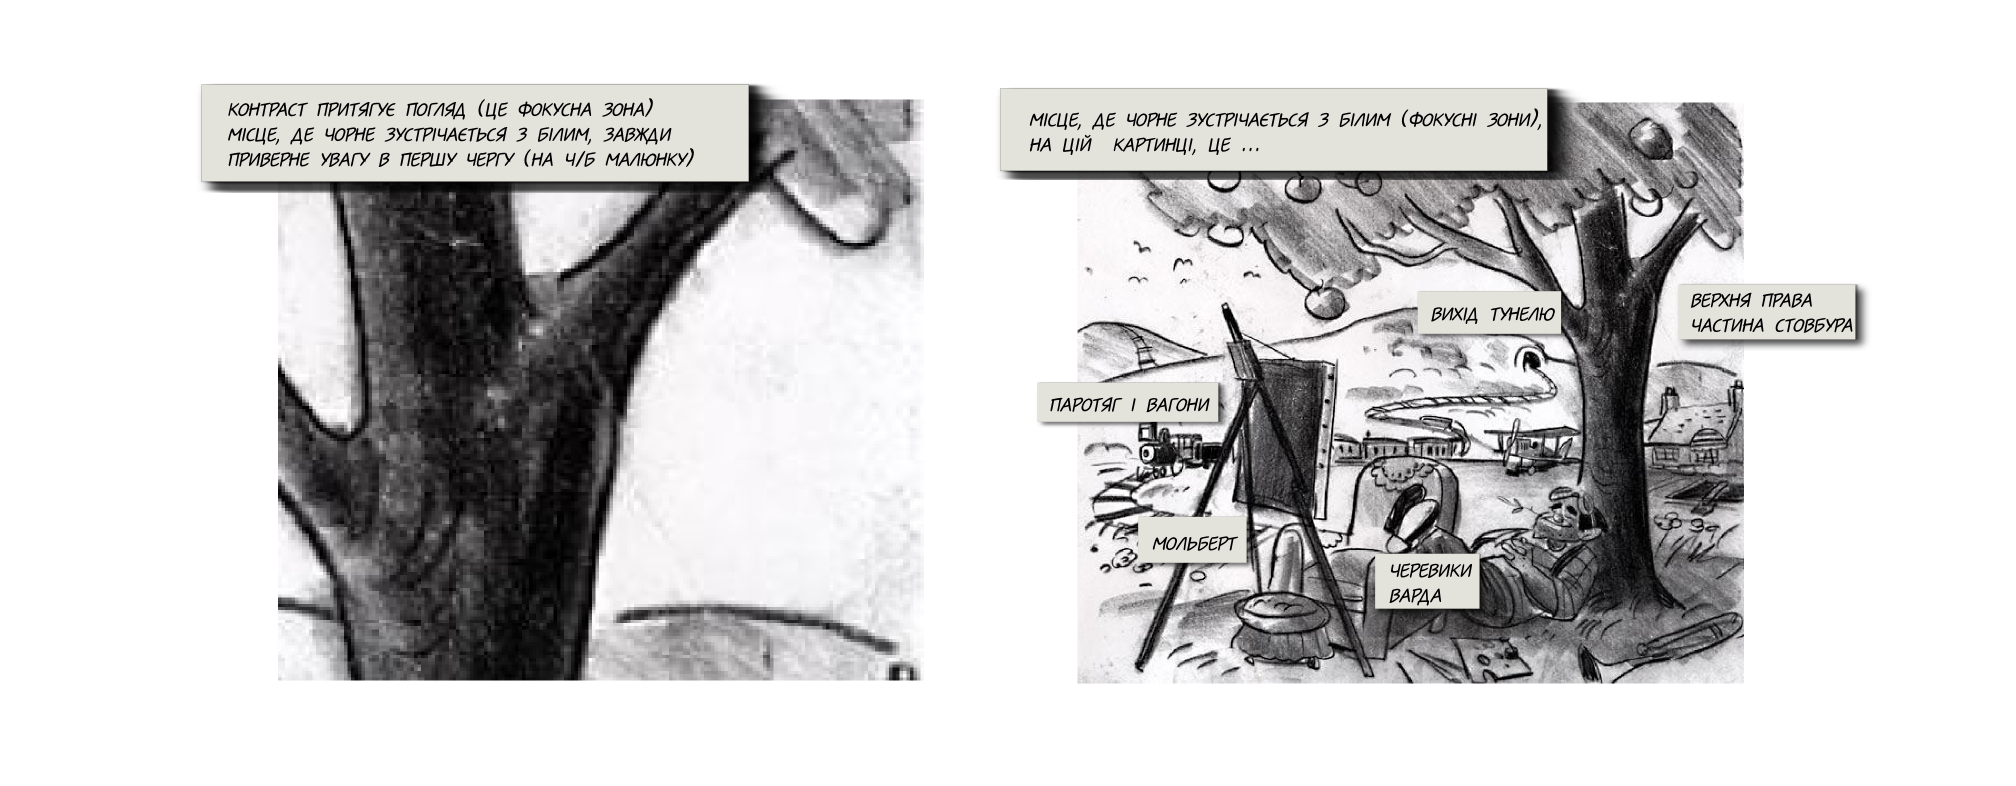 КОНТРАСТ ПРИТЯГУЄ ПОГЛЯД (ЦЕ ФОКУСНА ЗОНА)
МІСЦЕ, ДЕ ЧОРНЕ ЗУСТРІЧАЄТЬСЯ З БІЛИМ, ЗАВЖДИ
ПРИВЕРНЕ УВАГУ В ПЕРШУ ЧЕРГУ (НА Ч/Б МАЛЮНКУ)
МІСЦЕ, ДЕ ЧОРНЕ ЗУСТРІЧАЄТЬСЯ З БІЛИМ (ФОКУСНІ ЗОНИ),
НА ЦІЙ КАРТИНЦІ, ЦЕ ...
ВИХІД ТУНЕЛЮ
ВЕРХНЯ ПРАВА
ЧАСТИНА СТОВБУРА
ПАРОТЯГ І ВАГОНИ
МОЛЬБЕРТ
ЧЕРЕВИКИ
ВАРДА